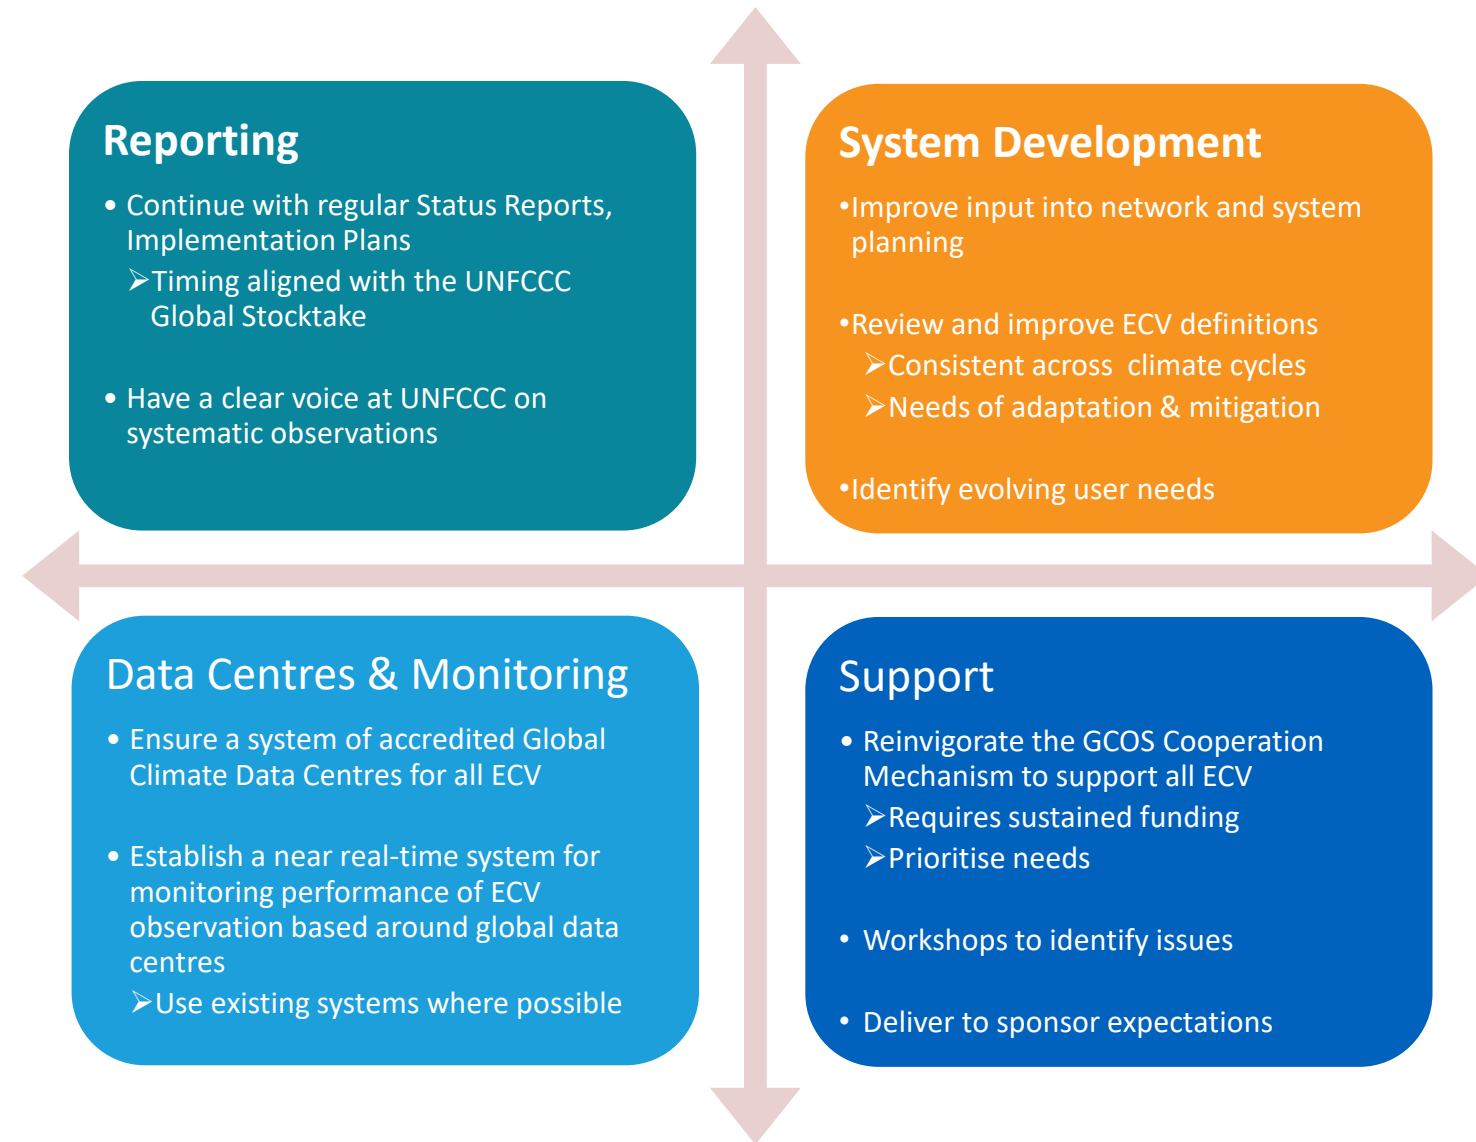 Reporting
• Continue with regular Status Reports,
Implementation Plans
➢Timing aligned with the UNFCCC
Global Stocktake
• Have a clear voice at UNFCCC on
systematic observations
System Development
•Improve input into network and system
planning
•Review and improve ECV definitions
➢Consistent across  climate cycles
➢Needs of adaptation & mitigation
•Identify evolving user needs
Data Centres & Monitoring
• Ensure a system of accredited Global
Climate Data Centres for all ECV
• Establish a near real-time system for
monitoring performance of ECV
observation based around global data
centres
➢Use existing systems where possible
Support
• Reinvigorate the GCOS Cooperation
Mechanism to support all ECV
➢Requires sustained funding
➢Prioritise needs
• Workshops to identify issues
• Deliver to sponsor expectations